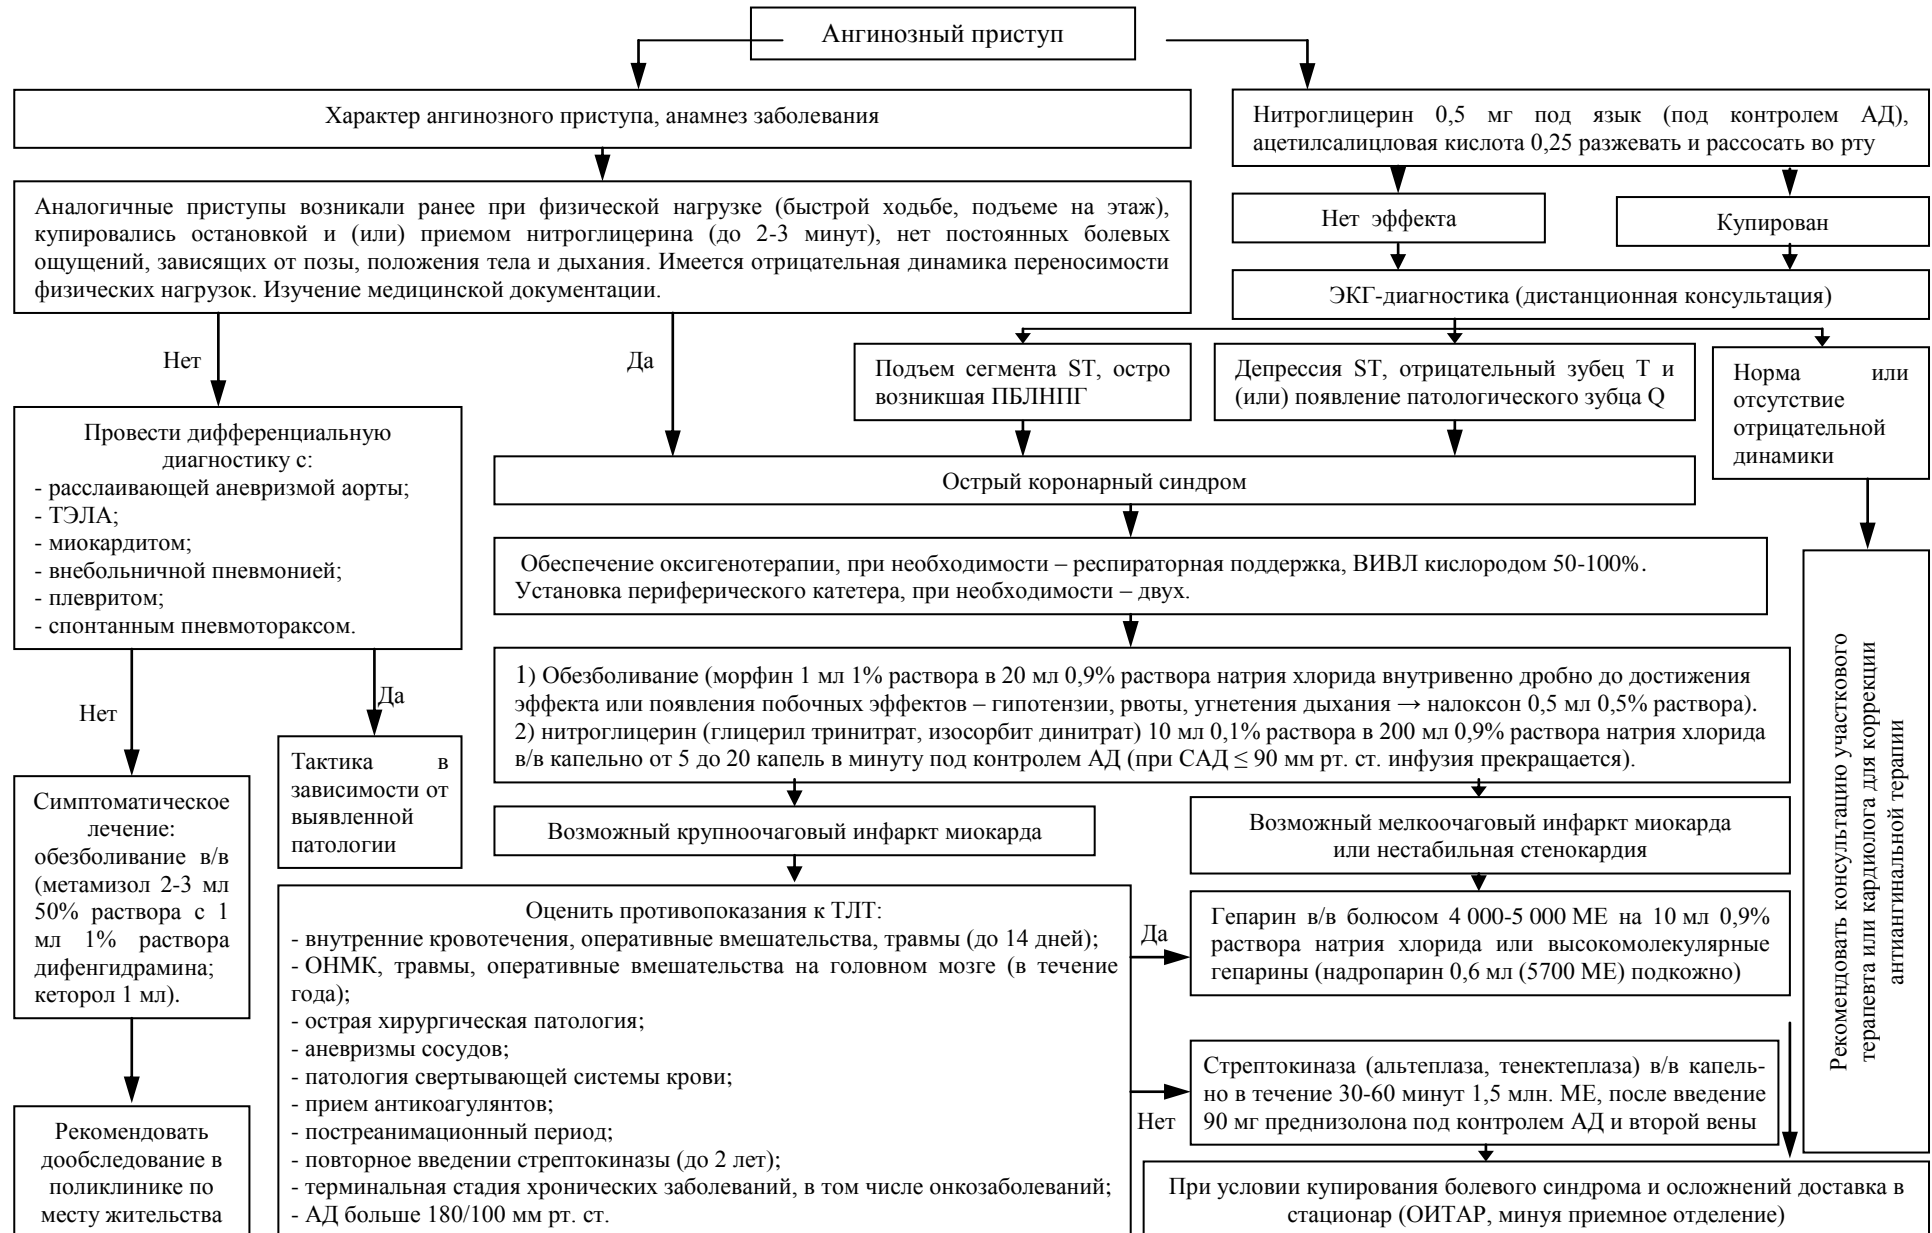 Ангинозный приступ
Характер ангинозного приступа, анамнез заболевания
Нитроглицерин 0,5 мг под язык (под контролем АД),
ацетилсалицловая кислота 0,25 разжевать и рассосать во рту
Аналогичные приступы возникали ранее при физической нагрузке (быстрой ходьбе, подъеме на этаж),
купировались остановкой и (или) приемом нитроглицерина (до 2-3 минут), нет постоянных болевых
ощущений, зависящих от позы, положения тела и дыхания. Имеется отрицательная динамика переносимости
физических нагрузок. Изучение медицинской документации.
Нет эффекта
Купирован
ЭКГ-диагностика (дистанционная консультация)
Нет
Да
Подъем сегмента ST, остро
возникшая ПБЛНПГ
Депрессия ST, отрицательный зубец Т и
(или) появление патологического зубца Q
Норма или
отсутствие
отрицательной
динамики
Провести дифференциальную
диагностику с:
- расслаивающей аневризмой аорты;
- ТЭЛА;
- миокардитом;
- внебольничной пневмонией;
- плевритом;
- спонтанным пневмотораксом.
Острый коронарный синдром
Обеспечение оксигенотерапии, при необходимости – респираторная поддержка, ВИВЛ кислородом 50-100%.
Установка периферического катетера, при необходимости – двух.
1) Обезболивание (морфин 1 мл 1% раствора в 20 мл 0,9% раствора натрия хлорида внутривенно дробно до достижения
эффекта или появления побочных эффектов – гипотензии, рвоты, угнетения дыхания → налоксон 0,5 мл 0,5% раствора).
2) нитроглицерин (глицерил тринитрат, изосорбит динитрат) 10 мл 0,1% раствора в 200 мл 0,9% раствора натрия хлорида
в/в капельно от 5 до 20 капель в минуту под контролем АД (при САД ≤ 90 мм рт. ст. инфузия прекращается).
Рекомендовать консультацию участкового
терапевта или кардиолога для коррекции
антиангинальной терапии
Нет
Да
Тактика в
зависимости от
выявленной
патологии
Симптоматическое
лечение:
обезболивание в/в
(метамизол 2-3 мл
50% раствора с 1
мл 1% раствора
дифенгидрамина;
кеторол 1 мл).
Возможный крупноочаговый инфаркт миокарда
Возможный мелкоочаговый инфаркт миокарда
или нестабильная стенокардия
Оценить противопоказания к ТЛТ:
- внутренние кровотечения, оперативные вмешательства, травмы (до 14 дней);
- ОНМК, травмы, оперативные вмешательства на головном мозге (в течение
года);
- острая хирургическая патология;
- аневризмы сосудов;
- патология свертывающей системы крови;
- прием антикоагулянтов;
- постреанимационный период;
- повторное введении стрептокиназы (до 2 лет);
- терминальная стадия хронических заболеваний, в том числе онкозаболеваний;
- АД больше 180/100 мм рт. ст.
Да
Гепарин в/в болюсом 4 000-5 000 МЕ на 10 мл 0,9%
раствора натрия хлорида или высокомолекулярные
гепарины (надропарин 0,6 мл (5700 МЕ) подкожно)
Нет
Стрептокиназа (альтеплаза, тенектеплаза) в/в капель-
но в течение 30-60 минут 1,5 млн. МЕ, после введение
90 мг преднизолона под контролем АД и второй вены
Рекомендовать
дообследование в
поликлинике по
месту жительства
При условии купирования болевого синдрома и осложнений доставка в
стационар (ОИТАР, минуя приемное отделение)